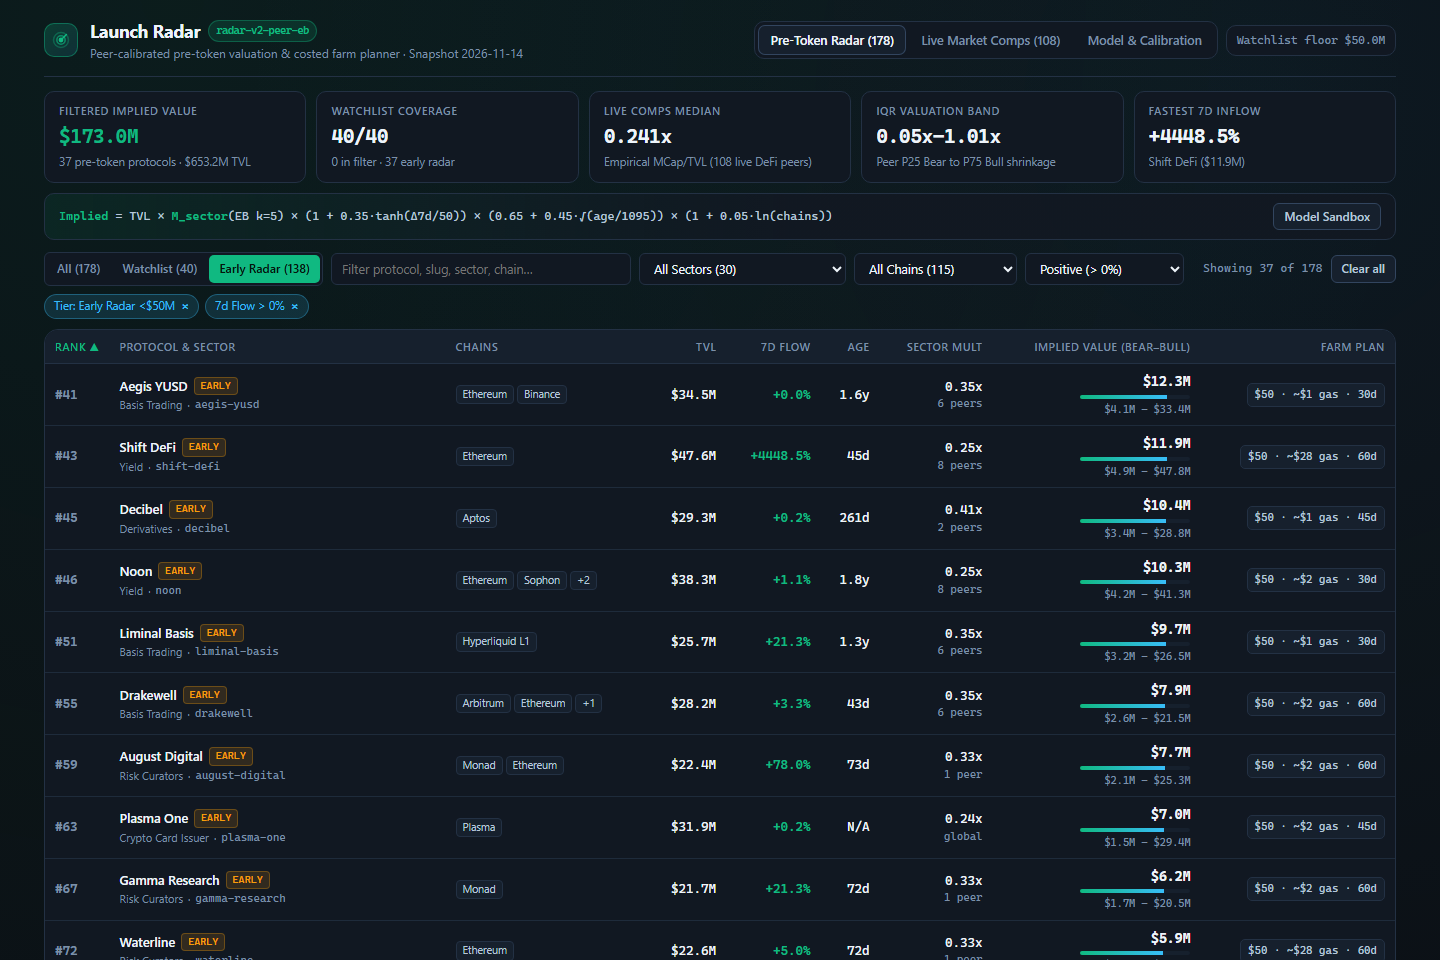 Launch Radar radar-v2-peer-eb
Peer-calibrated pre-token valuation & costed farm planner · Snapshot 2026-11-14
Pre-Token Radar (178) Live Market Comps (108) Model & Calibration Watchlist floor $50.0M
FILTERED IMPLIED VALUE
$173.0M
37 pre-token protocols · $653.2M TVL
WATCHLIST COVERAGE
40/40
0 in filter · 37 early radar
LIVE COMPS MEDIAN
0.241x
Empirical MCap/TVL (108 live DeFi peers)
IQR VALUATION BAND
0.05x–1.01x
Peer P25 Bear to P75 Bull shrinkage
FASTEST 7D INFLOW
+4448.5%
Shift DeFi ($11.9M)
Implied = TVL × M_sector(EB k=5) × (1 + 0.35·tanh(Δ7d/50)) × (0.65 + 0.45·√(age/1095)) × (1 + 0.05·ln(chains)) Model Sandbox
All (178) Watchlist (40) Early Radar (138) Filter protocol, slug, sector, chain... All Sectors (30) All Chains (115) Positive (> 0%) Showing 37 of 178 Clear all
Tier: Early Radar <$50M × 7d Flow > 0% ×
RANK ▲ PROTOCOL & SECTOR CHAINS TVL 7D FLOW AGE SECTOR MULT IMPLIED VALUE (BEAR–BULL) FARM PLAN
#41 Aegis YUSD EARLY Ethereum Binance $34.5M +0.0% 1.6y 0.35x $12.3M $50 · ~$1 gas · 30d
Basis Trading · aegis-yusd 6 peers $4.1M – $33.4M
#43 Shift DeFi EARLY Ethereum $47.6M +4448.5% 45d 0.25x $11.9M $50 · ~$28 gas · 60d
Yield · shift-defi 8 peers $4.9M – $47.8M
#45 Decibel EARLY Aptos $29.3M +0.2% 261d 0.41x $10.4M $50 · ~$1 gas · 45d
Derivatives · decibel 2 peers $3.4M – $28.8M
#46 Noon EARLY Ethereum Sophon +2 $38.3M +1.1% 1.8y 0.25x $10.3M $50 · ~$2 gas · 30d
Yield · noon 8 peers $4.2M – $41.3M
#51 Liminal Basis EARLY Hyperliquid L1 $25.7M +21.3% 1.3y 0.35x $9.7M $50 · ~$1 gas · 30d
Basis Trading · liminal-basis 6 peers $3.2M – $26.5M
#55 Drakewell EARLY Arbitrum Ethereum +1 $28.2M +3.3% 43d 0.35x $7.9M $50 · ~$2 gas · 60d
Basis Trading · drakewell 6 peers $2.6M – $21.5M
#59 August Digital EARLY Monad Ethereum $22.4M +78.0% 73d 0.33x $7.7M $50 · ~$2 gas · 60d
Risk Curators · august-digital 1 peer $2.1M – $25.3M
#63 Plasma One EARLY Plasma $31.9M +0.2% N/A 0.24x $7.0M $50 · ~$2 gas · 45d
Crypto Card Issuer · plasma-one global $1.5M – $29.4M
#67 Gamma Research EARLY Monad $21.7M +21.3% 72d 0.33x $6.2M $50 · ~$2 gas · 60d
Risk Curators · gamma-research 1 peer $1.7M – $20.5M
#72 Waterline EARLY Ethereum $22.6M +5.0% 72d 0.33x $5.9M $50 · ~$28 gas · 60d